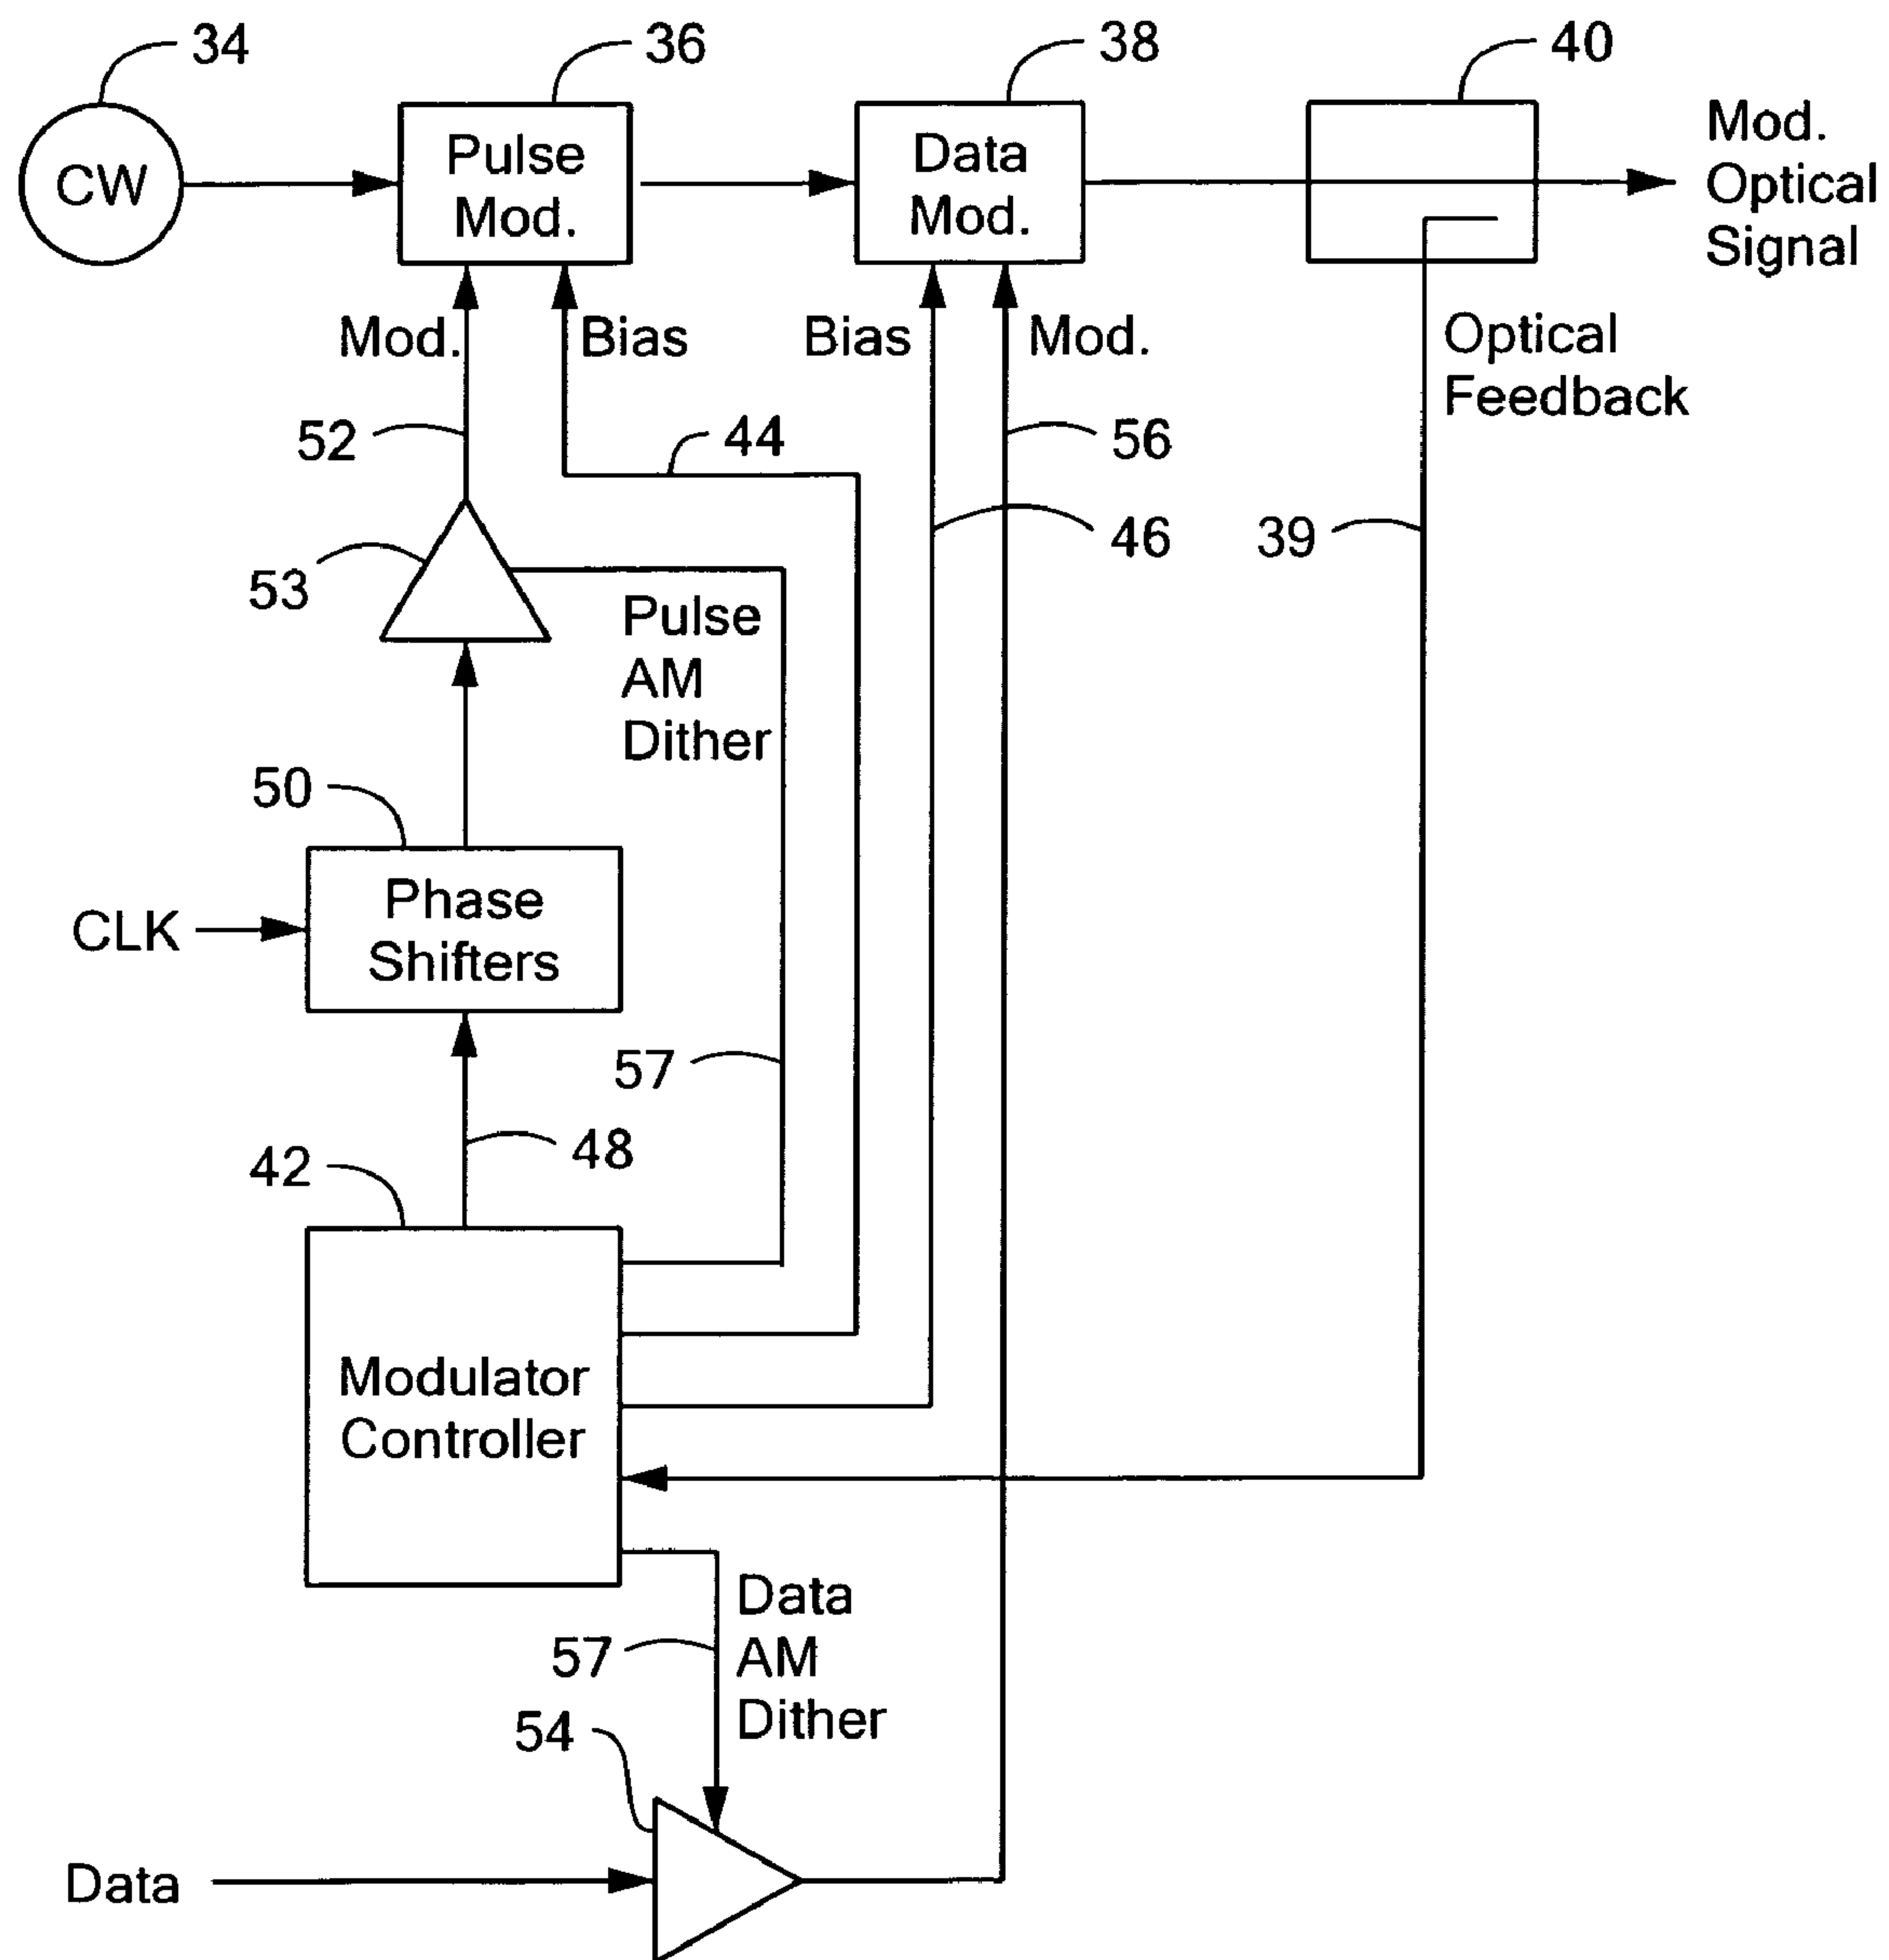 34
36
38
40
CW
Pulse
Mod.
Data
Mod.
Mod.
Optical
Signal
Mod.
Bias
Bias
Mod.
Optical
Feedback
52
44
56
46
39
53
Pulse
AM
Dither
50
Phase
Shifters
CLK
57
48
42
Modulator
Controller
Data
AM
Dither
57
54
Data